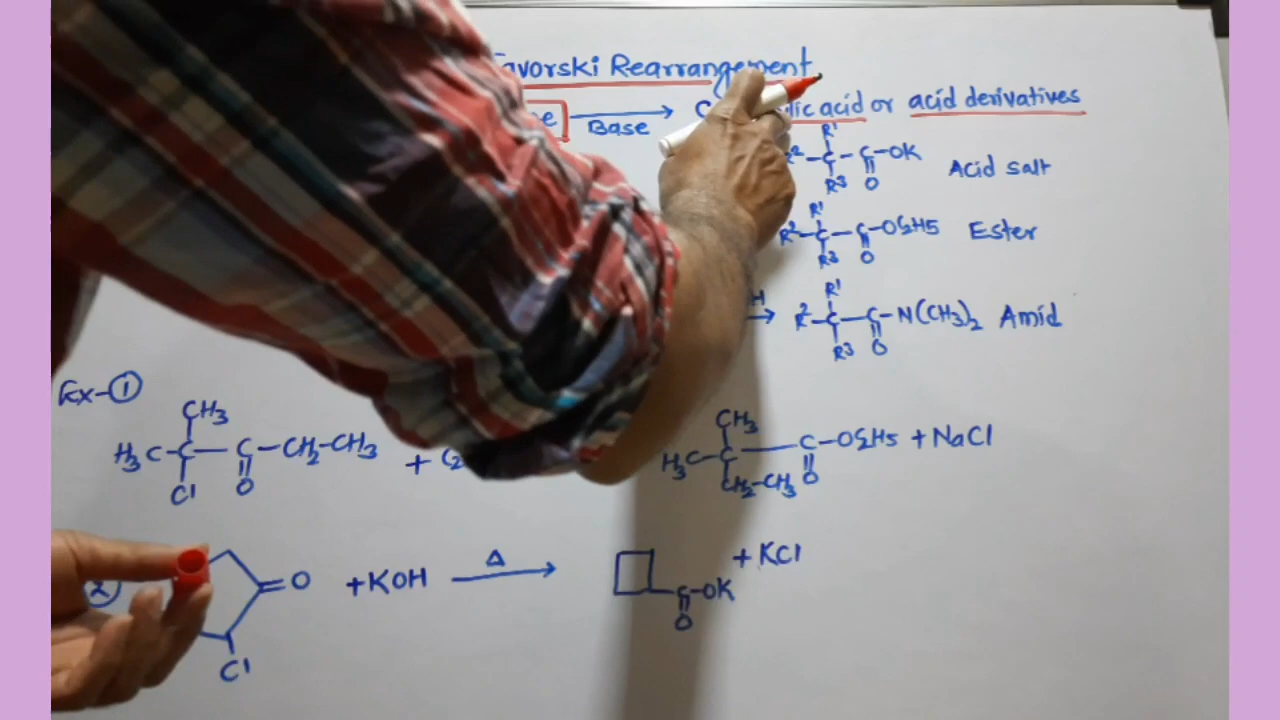 Favorski Rearrangement
Base
acid or acid derivatives
R¹
R²-C-C-OK Acid salt
R³ O
R¹
R²-C-C-OC2H5 Ester
R³ O
R¹
R²-C-C-N(CH3)2 Amid
R³ O
Ex-①
CH3
H3C-C-C-CH2-CH3 +
Cl O
CH3
H3C-C-C-OC2H5 + NaCl
CH2-CH3 O
②
O + KOH Δ
C-OK + KCl
O
Cl